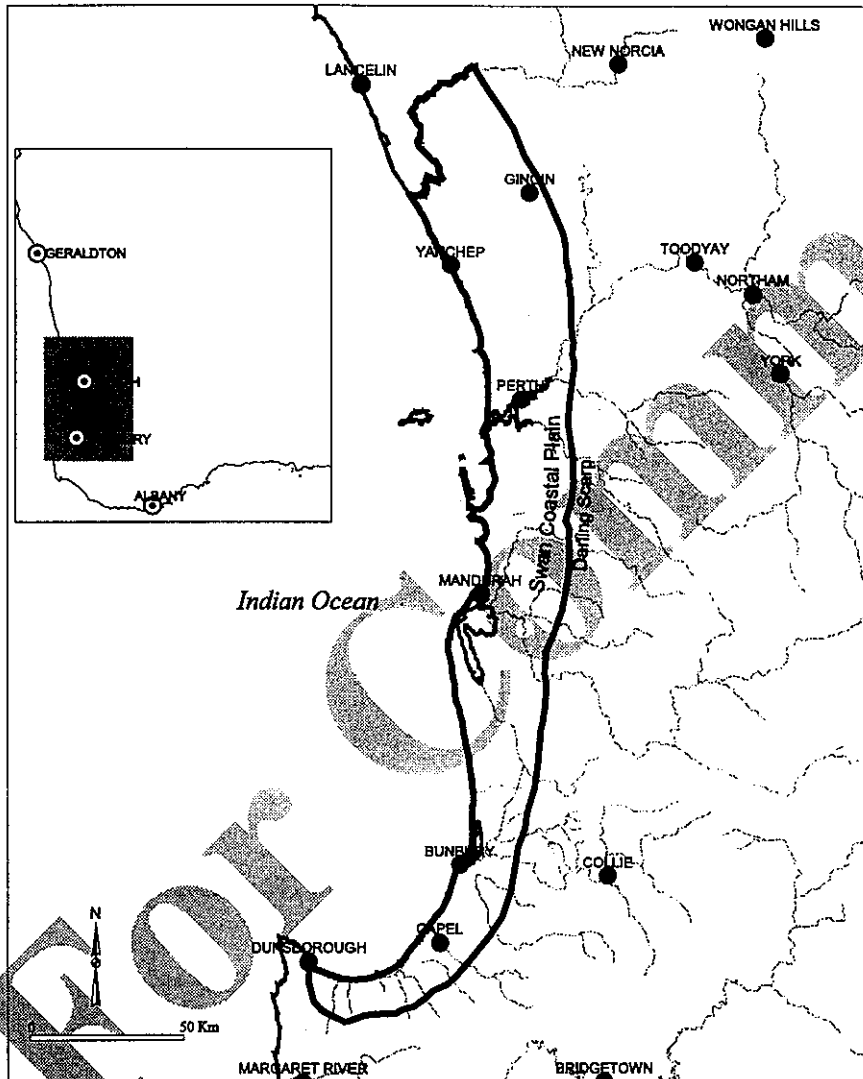 WONGAN HILLS
NEW NORCIA
LANCELIN
GINGIN
GERALDTON
YANCHEP
TOODYAY
NORTHAM
YORK
PERTH
ALBANY
Swan Coastal Plain
Darling Scarp
MANDURAH
Indian Ocean
BUNBURY
COLLIE
N
CAPEL
DUNSBOROUGH
0
50 Km
MARGARET RIVER
BRIDGETOWN
For Comm